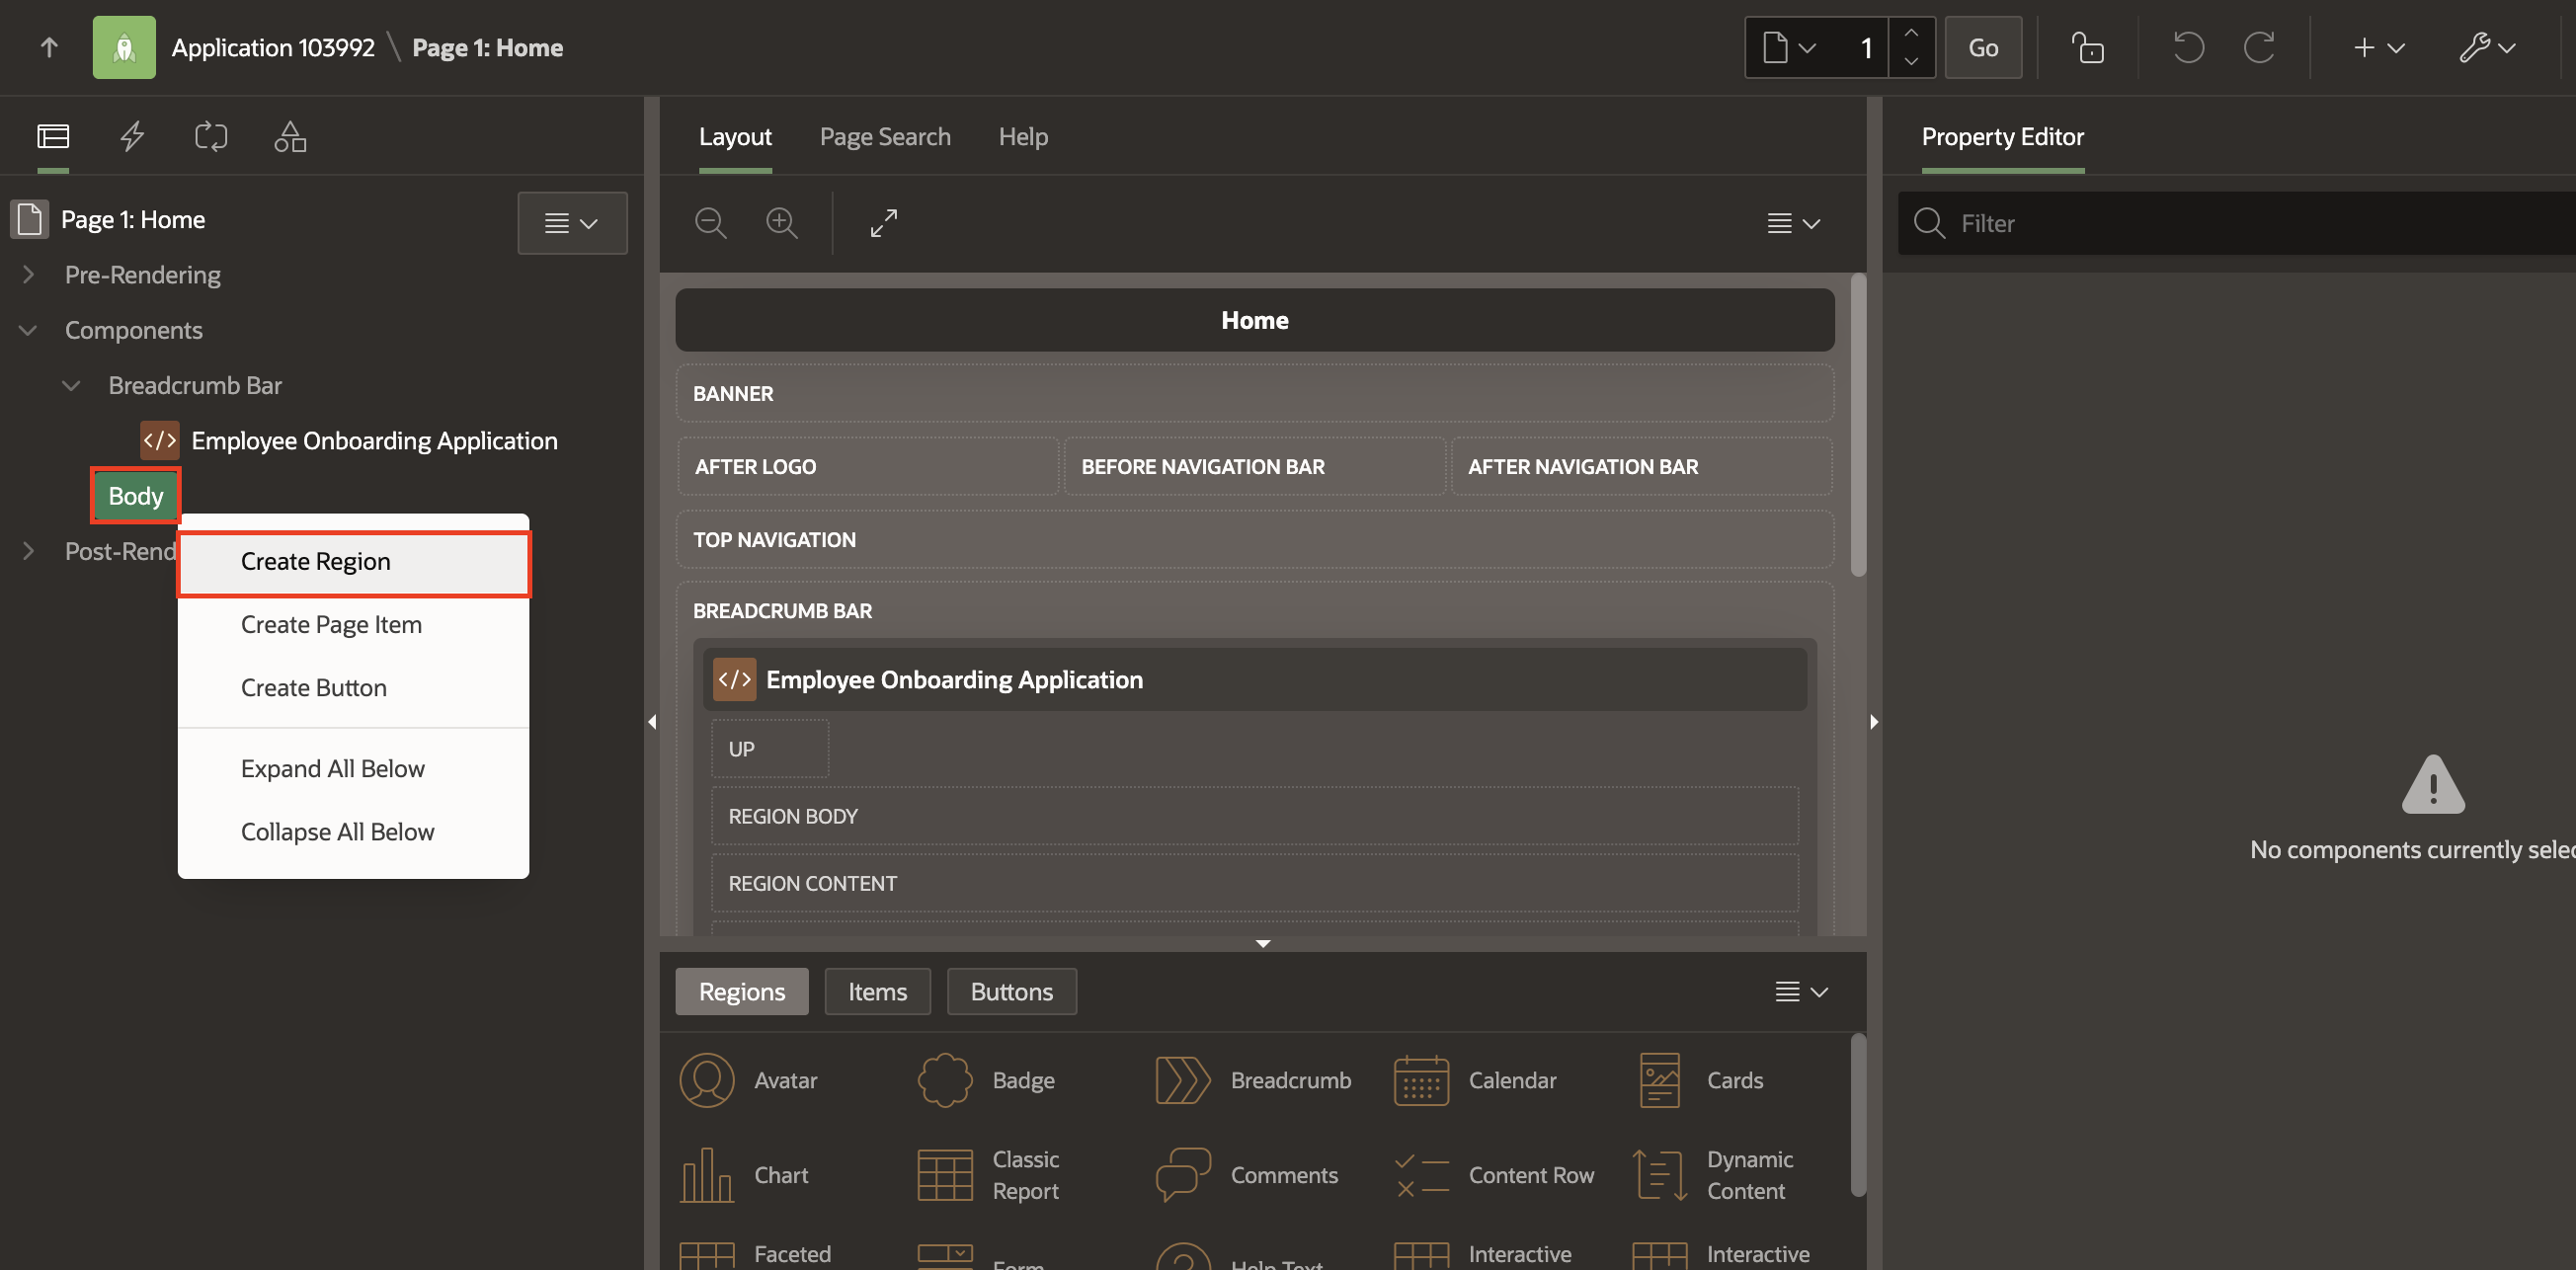 Application 103992 \ Page 1: Home
1
Go
Layout
Page Search
Help
Property Editor
Page 1: Home
Filter
Pre-Rendering
Components
Breadcrumb Bar
Employee Onboarding Application
Body
Post-Rend
Create Region
Create Page Item
Create Button
Expand All Below
Collapse All Below
Home
BANNER
AFTER LOGO
BEFORE NAVIGATION BAR
AFTER NAVIGATION BAR
TOP NAVIGATION
BREADCRUMB BAR
Employee Onboarding Application
UP
REGION BODY
REGION CONTENT
No components currently selec
Regions
Items
Buttons
Avatar
Badge
Breadcrumb
Calendar
Cards
Chart
Classic
Report
Comments
Content Row
Dynamic
Content
Faceted
Form
Help Text
Interactive
Interactive